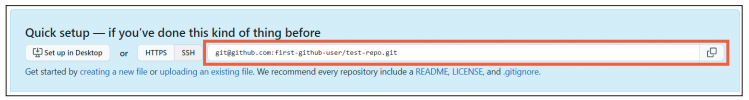 Quick setup — if you've done this kind of thing before
Set up in Desktop or HTTPS SSH git@github.com:first-github-user/test-repo.git
Get started by creating a new file or uploading an existing file. We recommend every repository include a README, LICENSE, and .gitignore.